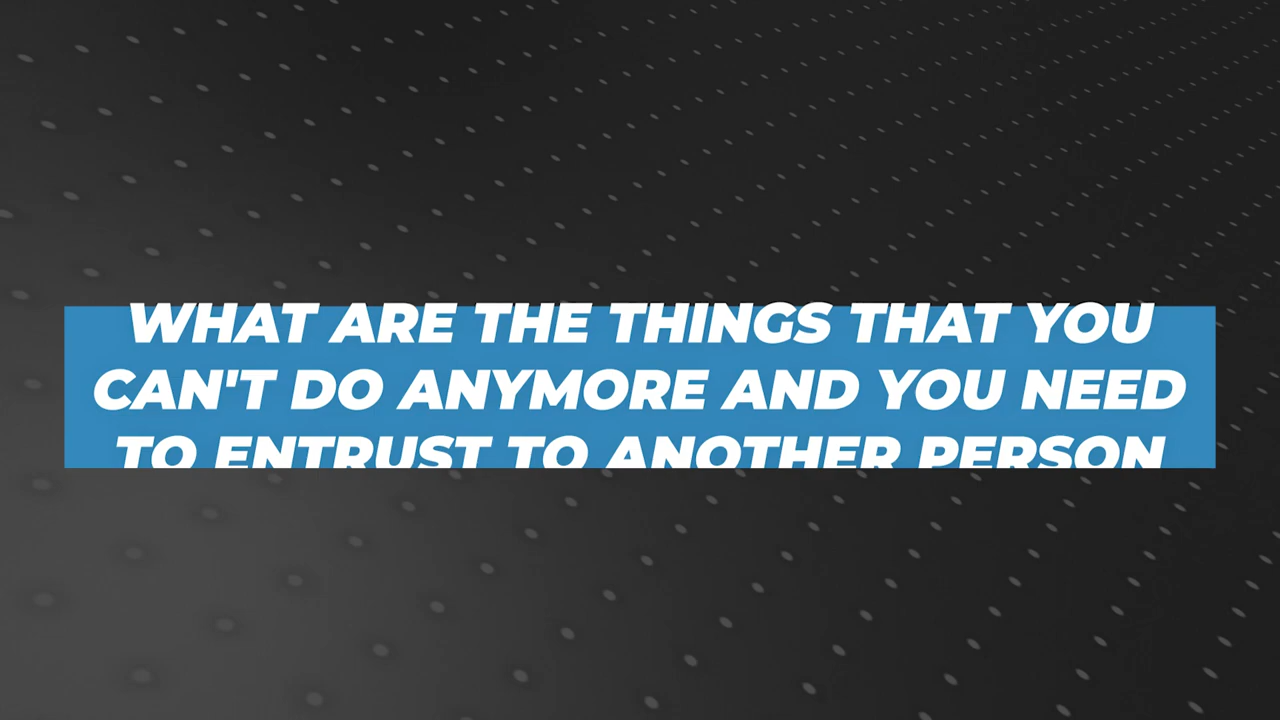 WHAT ARE THE THINGS THAT YOU
CAN'T DO ANYMORE AND YOU NEED
TO ENTRUST TO ANOTHER PERSON